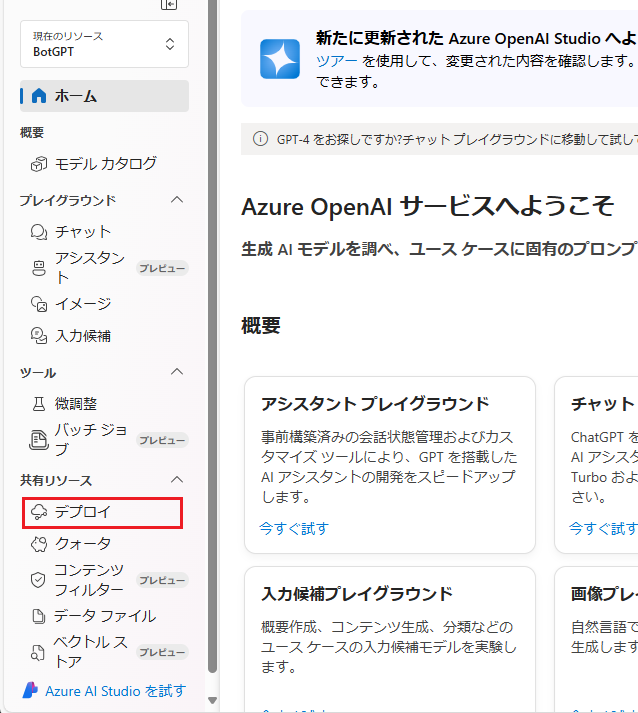 現在のリソース
BotGPT
ホーム
概要
モデル カタログ
プレイグラウンド
チャット
アシスタン
ト
プレビュー
イメージ
入力候補
ツール
微調整
バッチ ジョ
ブ
プレビュー
共有リソース
デプロイ
クォータ
コンテンツ
フィルター
プレビュー
データ ファイル
ベクトル ス
トア
プレビュー
Azure AI Studio を試す
新たに更新された Azure OpenAI Studio へよ
ツアー を使用して、変更された内容を確認します。
できます。
GPT-4 をお探しですか?チャット プレイグラウンドに移動して試して
Azure OpenAI サービスへようこそ
生成 AI モデルを調べ、ユース ケースに固有のプロンプ
概要
アシスタント プレイグラウンド
事前構築済みの会話状態管理およびカス
タマイズ ツールにより、GPT を搭載した
AI アシスタントの開発をスピードアップ
します。
今すぐ試す
チャット
ChatGPT を
AI アシスタ
Turbo およ
さい。
今すぐ試す
入力候補プレイグラウンド
概要作成、コンテンツ生成、分類などの
ユース ケースの入力候補モデルを実験し
ます。
画像プレイ
自然言語で
生成します